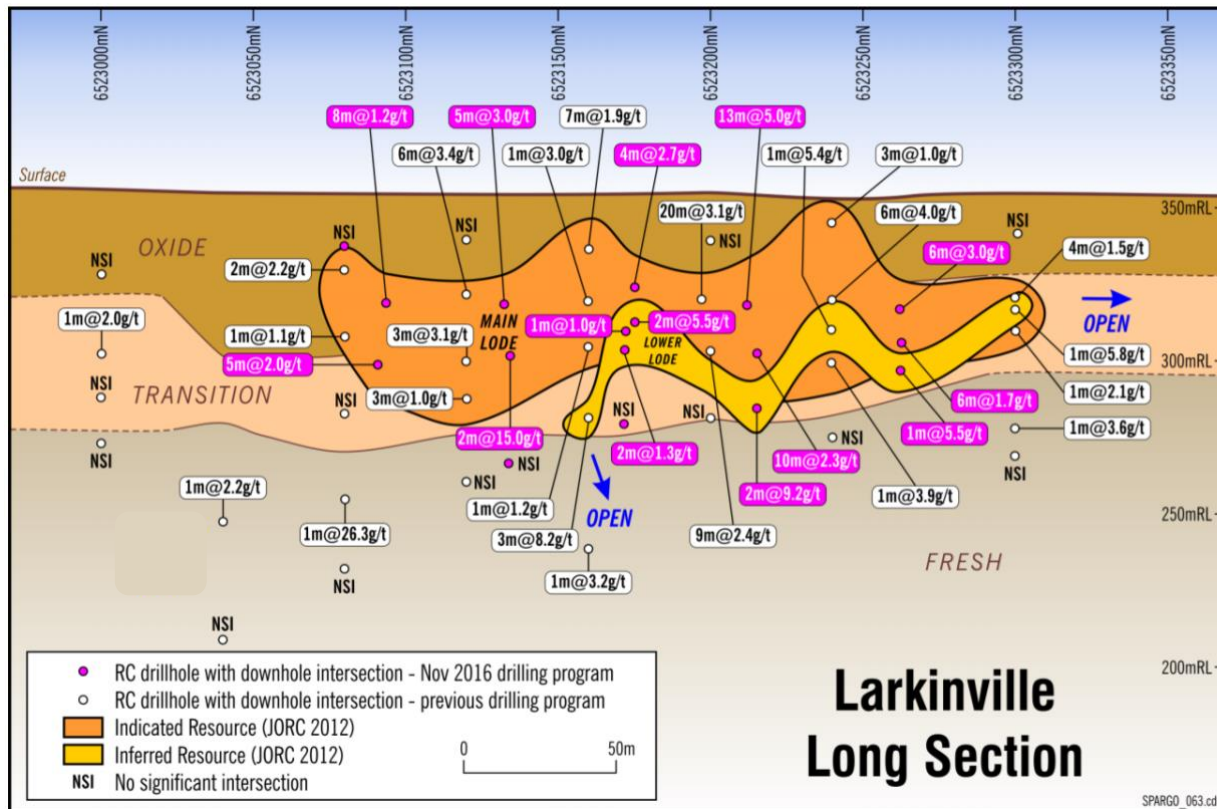 6523000mN
6523050mN
6523100mN
6523150mN
6523200mN
6523250mN
6523300mN
6523350mN
8m@1.2g/t
5m@3.0g/t
7m@1.9g/t
13m@5.0g/t
6m@3.4g/t
1m@3.0g/t
4m@2.7g/t
1m@5.4g/t
3m@1.0g/t
Surface
20m@3.1g/t
6m@4.0g/t
350mRL
OXIDE
NSI
NSI
NSI
NSI
NSI
2m@2.2g/t
6m@3.0g/t
4m@1.5g/t
1m@2.0g/t
1m@1.1g/t
MAIN
LODE
3m@3.1g/t
1m@1.0g/t
2m@5.5g/t
LOWER
LODE
OPEN
5m@2.0g/t
1m@5.8g/t
300mRL
TRANSITION
NSI
3m@1.0g/t
1m@2.1g/t
6m@1.7g/t
NSI
NSI
NSI
2m@15.0g/t
2m@1.3g/t
1m@5.5g/t
1m@3.6g/t
NSI
NSI
NSI
10m@2.3g/t
NSI
NSI
1m@2.2g/t
2m@9.2g/t
1m@3.9g/t
1m@1.2g/t
OPEN
250mRL
1m@26.3g/t
3m@8.2g/t
9m@2.4g/t
FRESH
1m@3.2g/t
NSI
NSI
RC drillhole with downhole intersection - Nov 2016 drilling program
RC drillhole with downhole intersection - previous drilling program
Indicated Resource (JORC 2012)
Inferred Resource (JORC 2012)
NSI No significant intersection
0 50m
200mRL
Larkinville
Long Section
SPARGO_063.cd